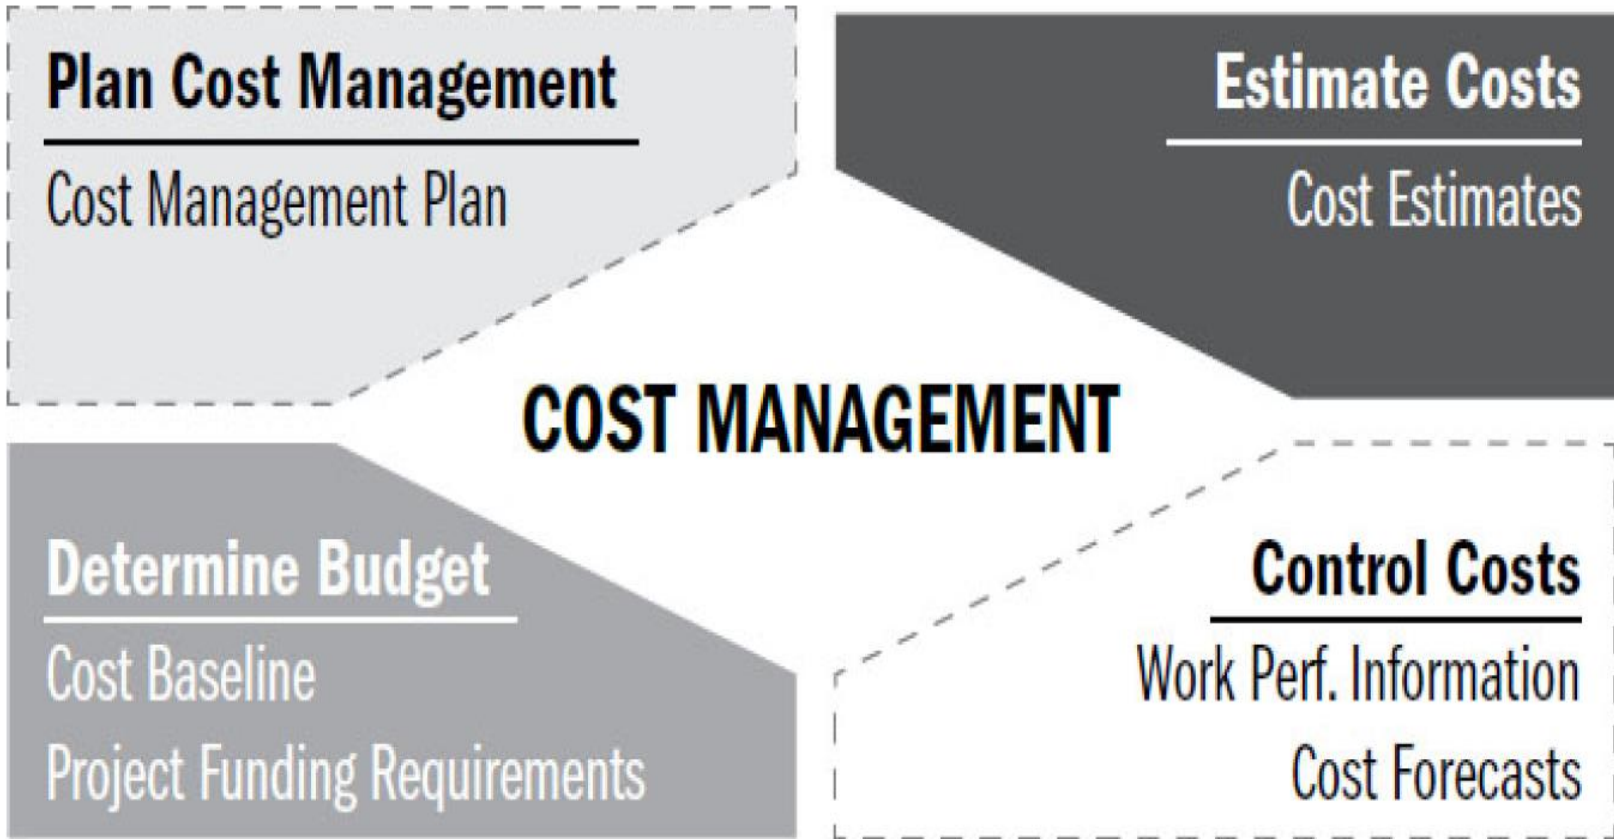 Plan Cost Management
Cost Management Plan
Estimate Costs
Cost Estimates
COST MANAGEMENT
Determine Budget
Cost Baseline
Project Funding Requirements
Control Costs
Work Perf. Information
Cost Forecasts